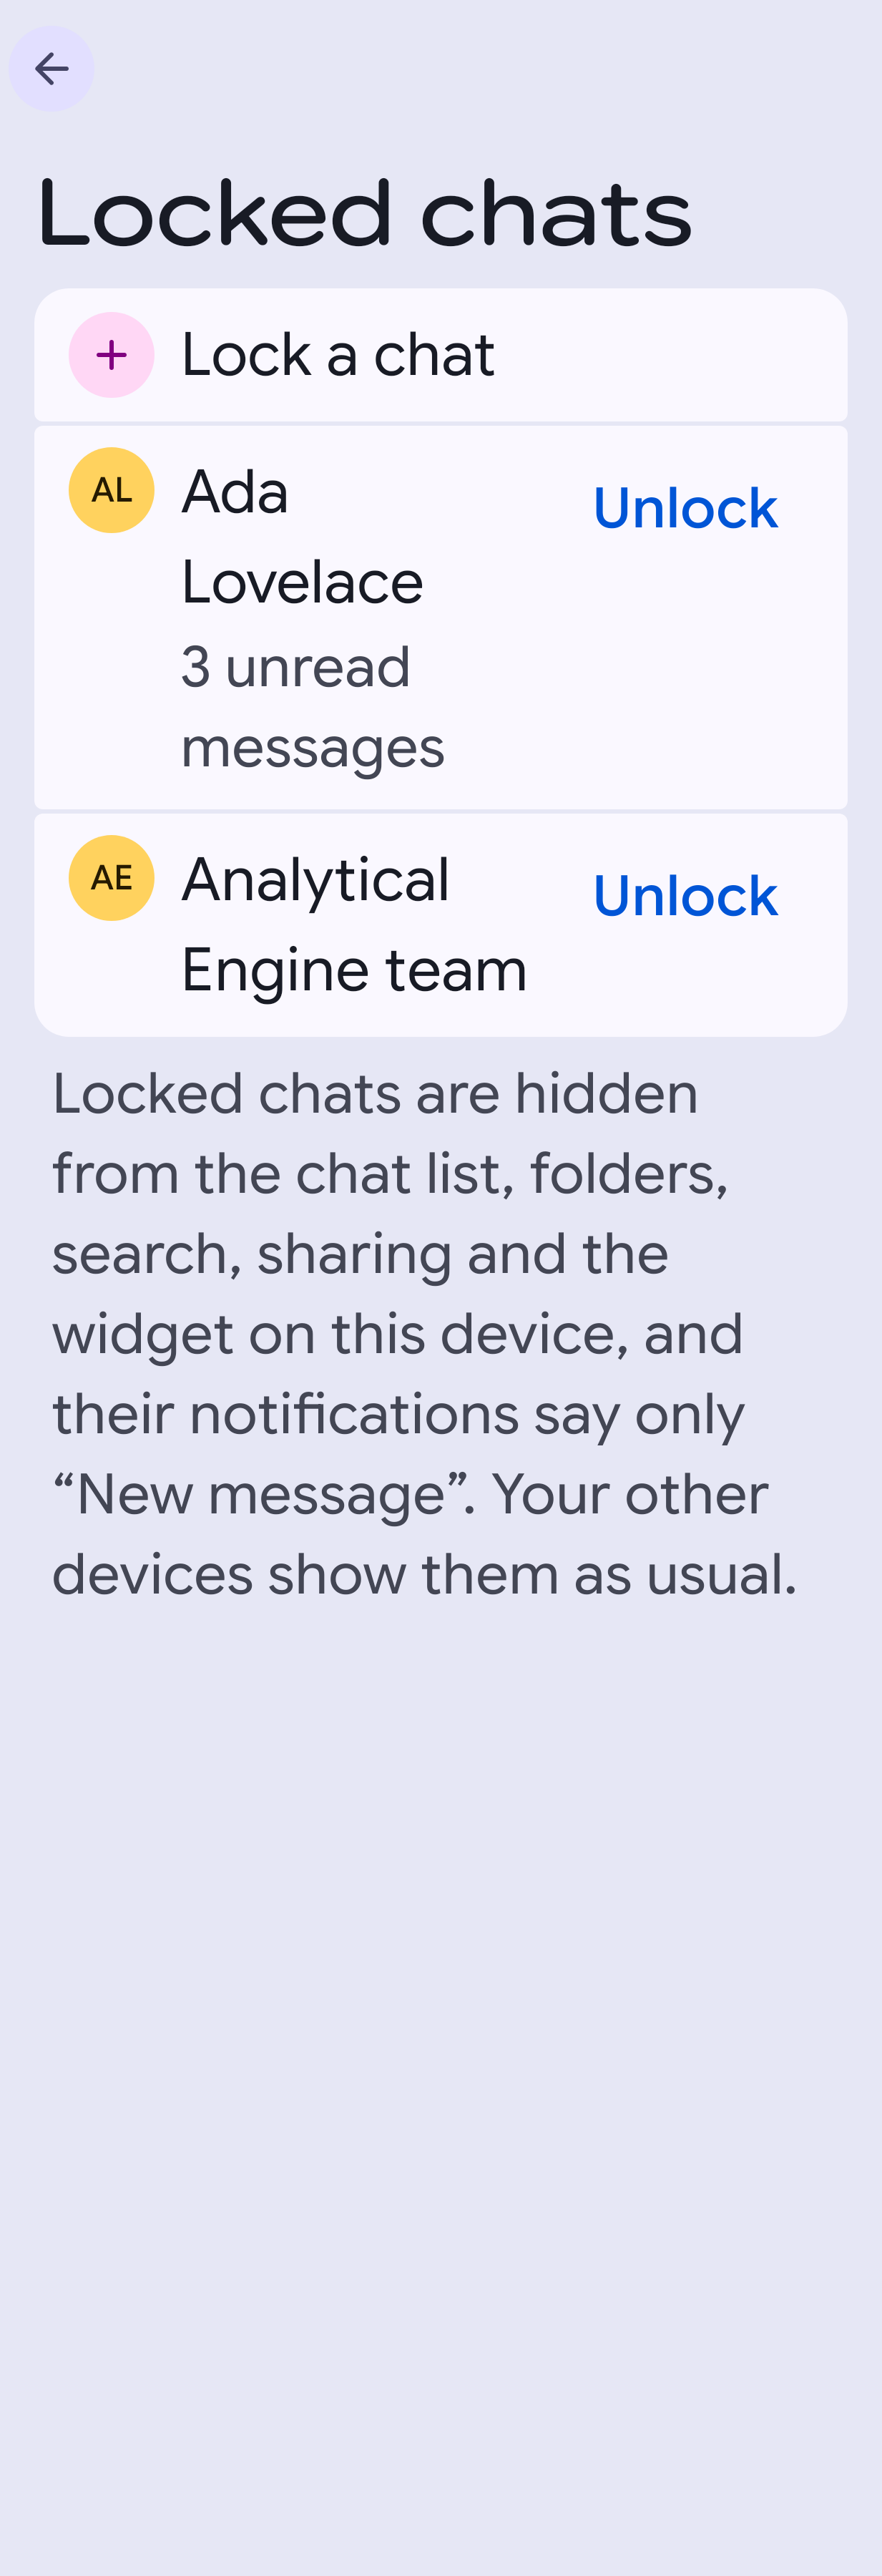 Locked chats
Lock a chat
AL
Ada
Lovelace
Unlock
3 unread
messages
AE
Analytical
Engine team
Unlock
Locked chats are hidden
from the chat list, folders,
search, sharing and the
widget on this device, and
their notifications say only
“New message”. Your other
devices show them as usual.